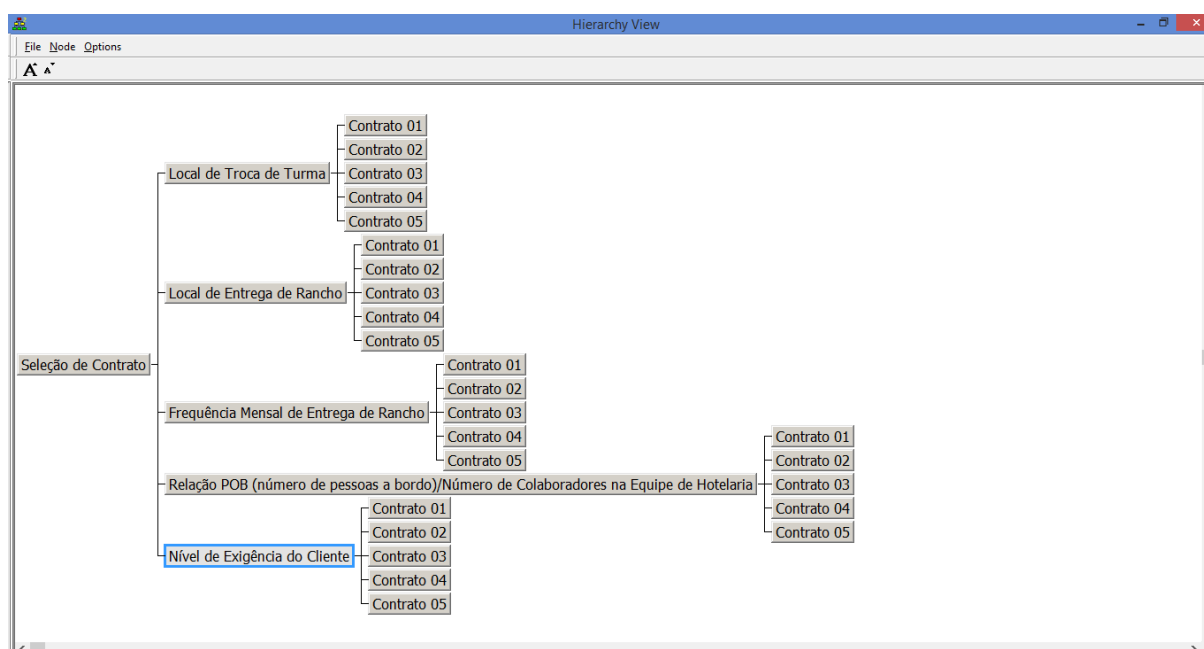 Hierarchy View
File Node Options
A A
Seleção de Contrato
Local de Troca de Turma
Contrato 01
Contrato 02
Contrato 03
Contrato 04
Contrato 05
Local de Entrega de Rancho
Contrato 01
Contrato 02
Contrato 03
Contrato 04
Contrato 05
Frequência Mensal de Entrega de Rancho
Contrato 01
Contrato 02
Contrato 03
Contrato 04
Contrato 05
Relação POB (número de pessoas a bordo)/Número de Colaboradores na Equipe de Hotelaria
Contrato 01
Contrato 02
Contrato 03
Contrato 04
Contrato 05
Nível de Exigência do Cliente
Contrato 01
Contrato 02
Contrato 03
Contrato 04
Contrato 05